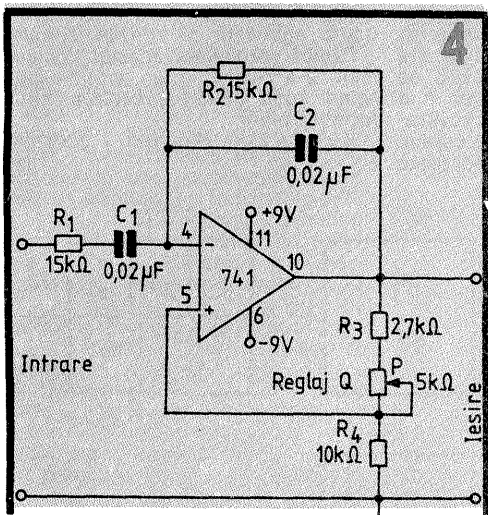 4
R2 15kΩ
C2
0,02µF
R1
15kΩ
C1
0,02µF
4
-
+9V
11
10
741
5
+
6
-9V
R3
2,7kΩ
Intrare
Reglaj Q
P
5kΩ
R4
10kΩ
Iesire